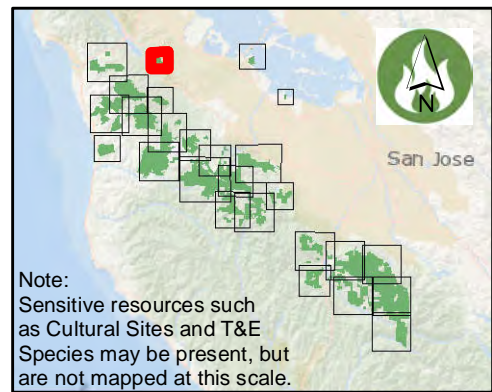 N
San Jose
Note:
Sensitive resources such
as Cultural Sites and T&E
Species may be present, but
are not mapped at this scale.